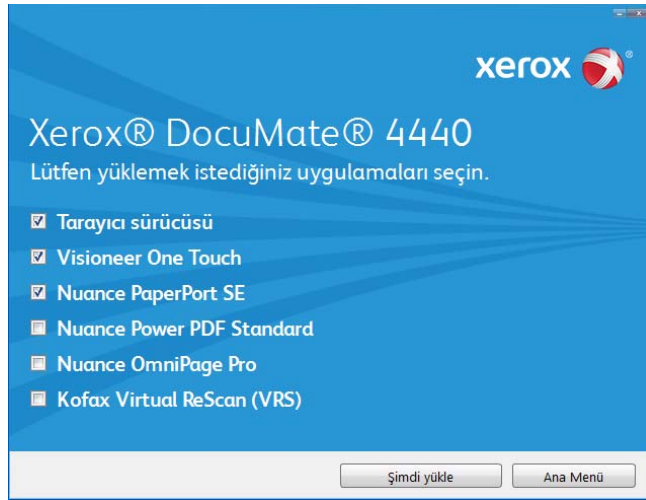 xerox ®
Xerox® DocuMate® 4440
Lütfen yüklemek istediğiniz uygulamaları seçin.
Tarayıcı sürücüsü
Visioneer One Touch
Nuance PaperPort SE
Nuance Power PDF Standard
Nuance OmniPage Pro
Kofax Virtual ReScan (VRS)
Şimdi yükle
Ana Menü